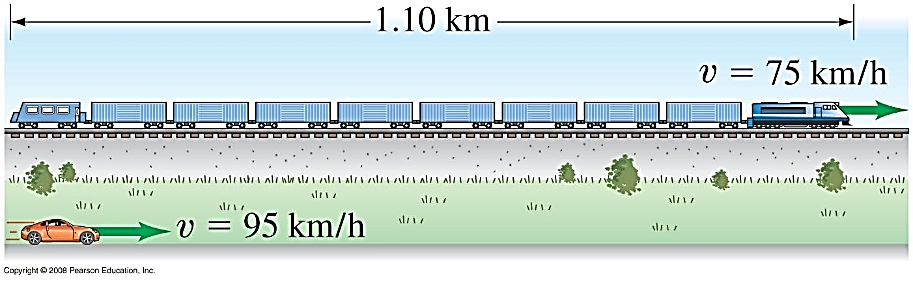 1.10 km
v = 75 km/h
v = 95 km/h
Copyright © 2008 Pearson Education, Inc.